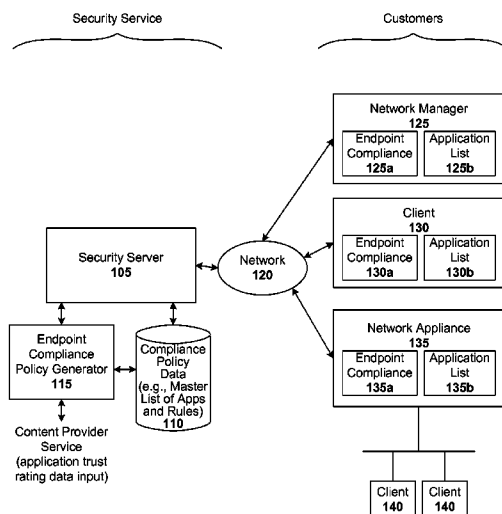 Security Service
Customers
Network Manager
125
Endpoint
Compliance
125a
Application
List
125b
Client
130
Endpoint
Compliance
130a
Application
List
130b
Security Server
105
Network
120
Network Appliance
135
Endpoint
Compliance
135a
Application
List
135b
Endpoint
Compliance
Policy Generator
115
Compliance
Policy
Data
(e.g., Master
List of Apps
and Rules)
110
Content Provider
Service
(application trust
rating data input)
Client
140
Client
140